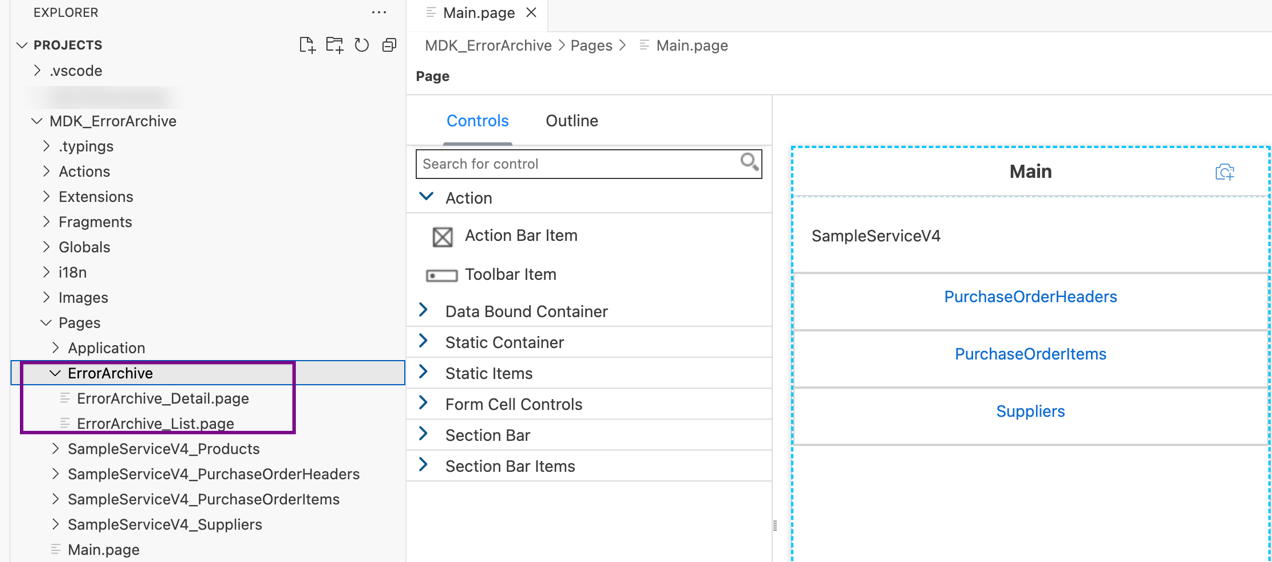 EXPLORER
PROJECTS
.vscode
MDK_ErrorArchive
.typings
Actions
Extensions
Fragments
Globals
i18n
Images
Pages
Application
ErrorArchive
ErrorArchive_Detail.page
ErrorArchive_List.page
SampleServiceV4_Products
SampleServiceV4_PurchaseOrderHeaders
SampleServiceV4_PurchaseOrderItems
SampleServiceV4_Suppliers
Main.page
Main.page
MDK_ErrorArchive > Pages > Main.page
Page
Controls Outline
Search for control
Action
Action Bar Item
Toolbar Item
Data Bound Container
Static Container
Static Items
Form Cell Controls
Section Bar
Section Bar Items
Main
SampleServiceV4
PurchaseOrderHeaders
PurchaseOrderItems
Suppliers